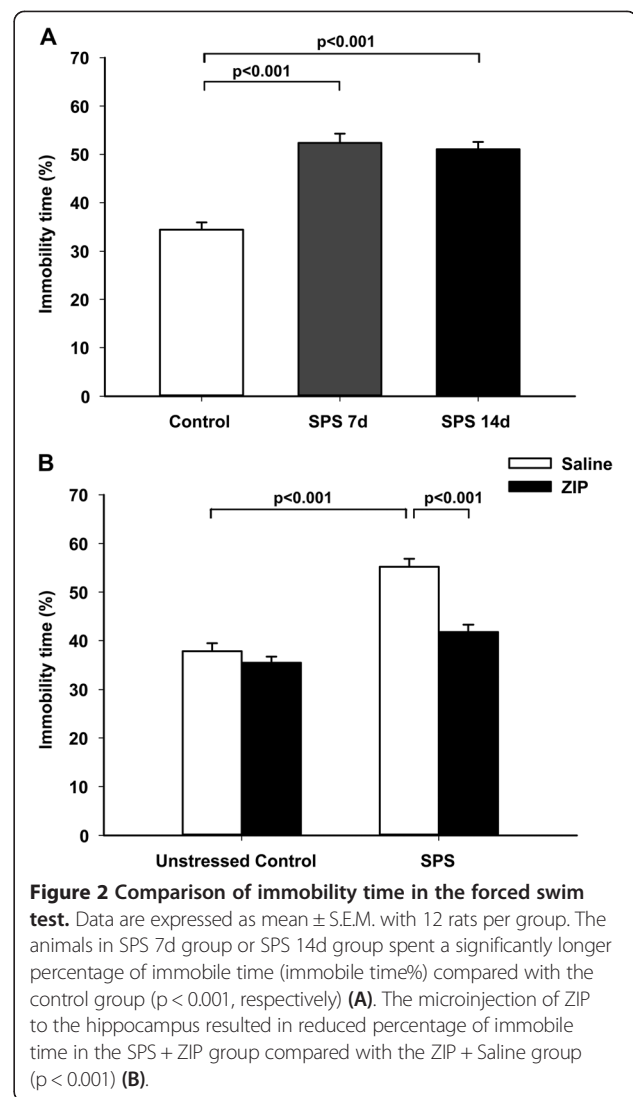 A
p<0.001
p<0.001
70
60
50
40
30
20
10
0
Immobility time (%)
Control SPS 7d SPS 14d
B
Saline
ZIP
p<0.001 p<0.001
70
60
50
40
30
20
10
0
Immobility time (%)
Unstressed Control SPS
Figure 2 Comparison of immobility time in the forced swim
test. Data are expressed as mean ± S.E.M. with 12 rats per group. The
animals in SPS 7d group or SPS 14d group spent a significantly longer
percentage of immobile time (immobile time%) compared with the
control group (p < 0.001, respectively) (A). The microinjection of ZIP
to the hippocampus resulted in reduced percentage of immobile
time in the SPS + ZIP group compared with the ZIP + Saline group
(p < 0.001) (B).